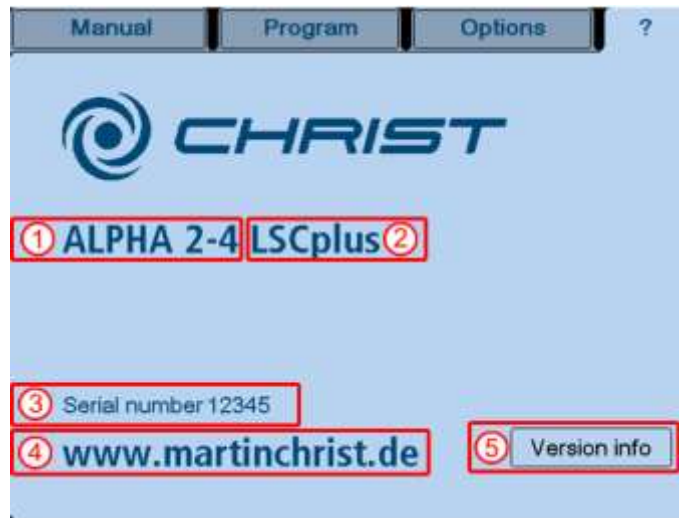 Manual Program Options ?
CHRIST
1 ALPHA 2-4 LSCplus 2
3 Serial number 12345
4 www.martinchrist.de
5 Version info